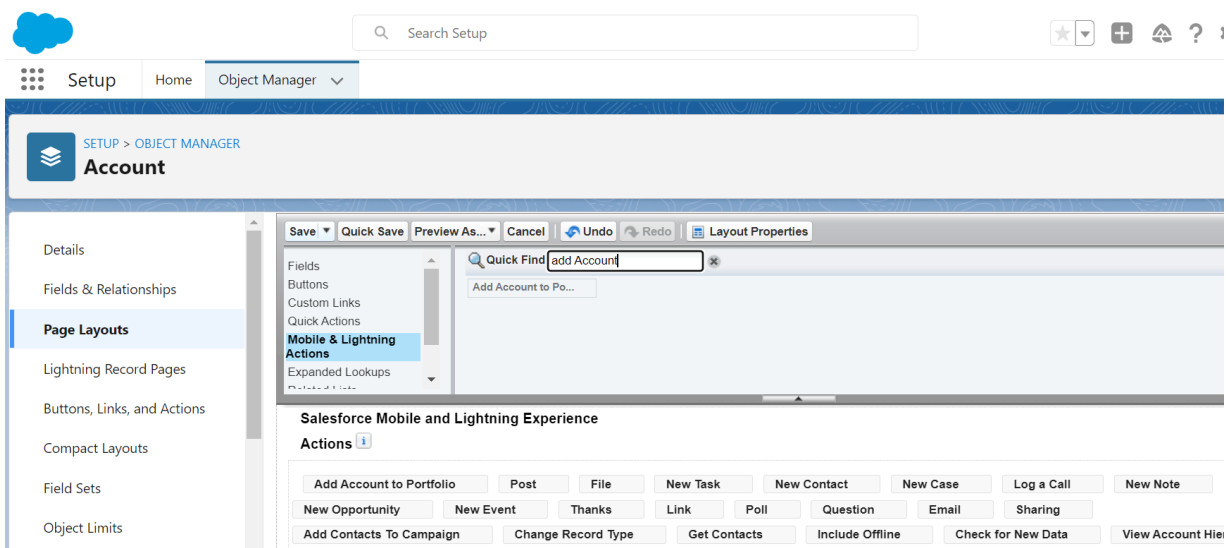 Search Setup
Setup Home Object Manager
SETUP > OBJECT MANAGER
Account
Details
Fields & Relationships
Page Layouts
Lightning Record Pages
Buttons, Links, and Actions
Compact Layouts
Field Sets
Object Limits
Save Quick Save Preview As... Cancel Undo Redo Layout Properties
Fields
Buttons
Custom Links
Quick Actions
Mobile & Lightning
Actions
Expanded Lookups
Related Lists
Quick Find add Account
Add Account to Po...
Salesforce Mobile and Lightning Experience
Actions i
Add Account to Portfolio Post File New Task New Contact New Case Log a Call New Note
New Opportunity New Event Thanks Link Poll Question Email Sharing
Add Contacts To Campaign Change Record Type Get Contacts Include Offline Check for New Data View Account